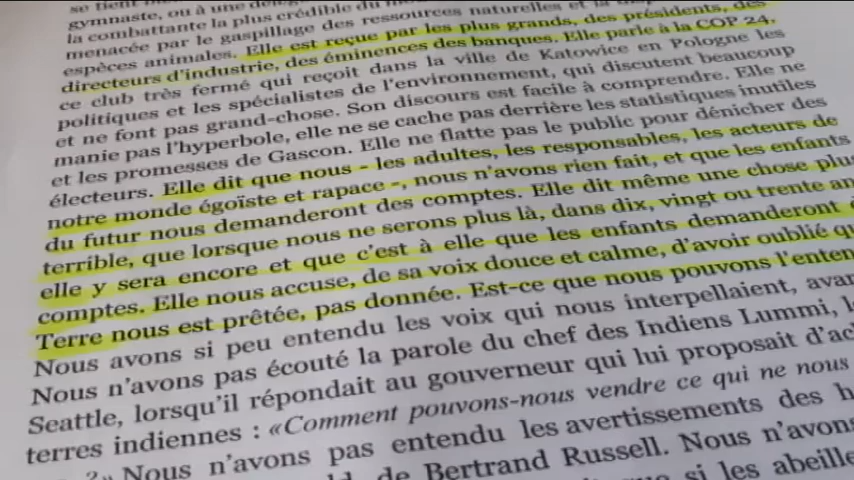 se tient
gymnaste, ou à une
la combattante la plus crédible du
menacée par le gaspillage des ressources naturelles et la
espèces animales. Elle est reçue par les plus grands, des présidents, des
directeurs d'industrie, des éminences des banques. Elle parle à la COP 24,
ce club très fermé qui reçoit dans la ville de Katowice en Pologne les
politiques et les spécialistes de l'environnement, qui discutent beaucoup
et ne font pas grand-chose. Son discours est facile à comprendre. Elle ne
manie pas l'hyperbole, elle ne se cache pas derrière les statistiques inutiles
et les promesses de Gascon. Elle ne flatte pas le public pour dénicher des
électeurs. Elle dit que nous – les adultes, les responsables, les acteurs de
notre monde égoïste et rapace –, nous n'avons rien fait, et que les enfants
du futur nous demanderont des comptes. Elle dit même une chose plus
terrible, que lorsque nous ne serons plus là, dans dix, vingt ou trente an
elle y sera encore et que c'est à elle que les enfants demanderont
comptes. Elle nous accuse, de sa voix douce et calme, d'avoir oublié qu
Terre nous est prêtée, pas donnée. Est-ce que nous pouvons l'enten
Nous avons si peu entendu les voix qui nous interpellaient, avan
Nous n'avons pas écouté la parole du chef des Indiens Lummi,
Seattle, lorsqu'il répondait au gouverneur qui lui proposait d'ac
terres indiennes : «Comment pouvons-nous vendre ce qui ne nous
?» Nous n'avons pas entendu les avertissements des
de Bertrand Russell. Nous n'avons
si les abeille